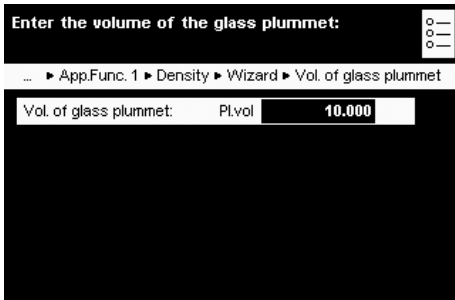 Enter the volume of the glass plummet:
... ▸ App.Func. 1 ▸ Density ▸ Wizard ▸ Vol. of glass plummet
Vol. of glass plummet: Pl.vol 10.000